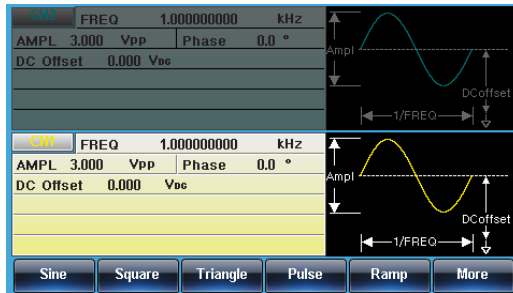 CH2 FREQ 1.000000000 kHz
AMPL 3.000 Vpp Phase 0.0 °
DC Offset 0.000 VDC
Ampl
DCoffset
1/FREQ
CH1 FREQ 1.000000000 kHz
AMPL 3.000 Vpp Phase 0.0 °
DC Offset 0.000 VDC
Ampl
DCoffset
1/FREQ
Sine Square Triangle Pulse Ramp More